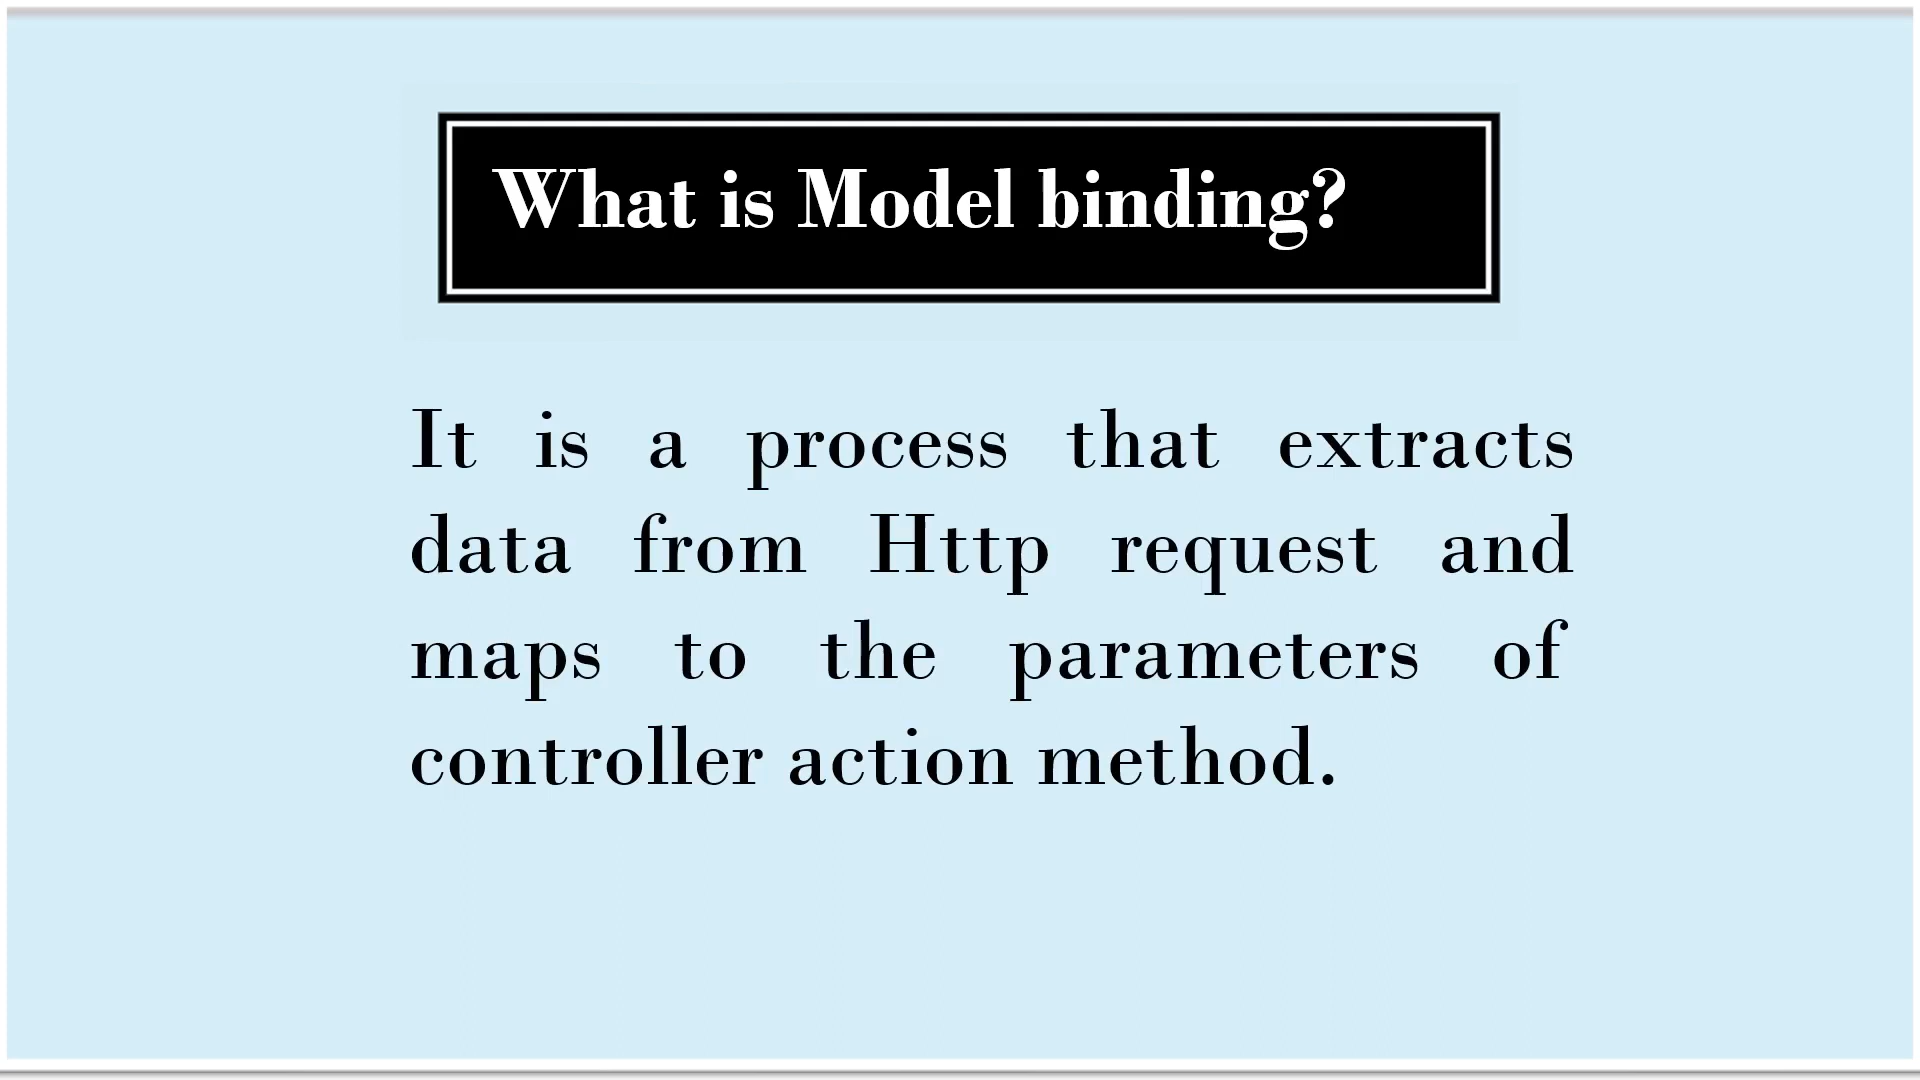 What is Model binding?
It is a process that extracts
data from Http request and
maps to the parameters of
controller action method.